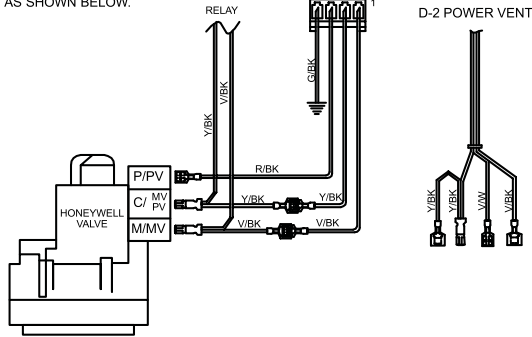 AS SHOWN BELOW.
RELAY
1
D-2 POWER VENT
G/BK
Y/BK
V/BK
R/BK
P/PV
C/ MV PV
Y/BK
Y/BK
HONEYWELL
VALVE
M/MV
V/BK
V/BK
Y/BK
Y/BK
V/W
V/BK